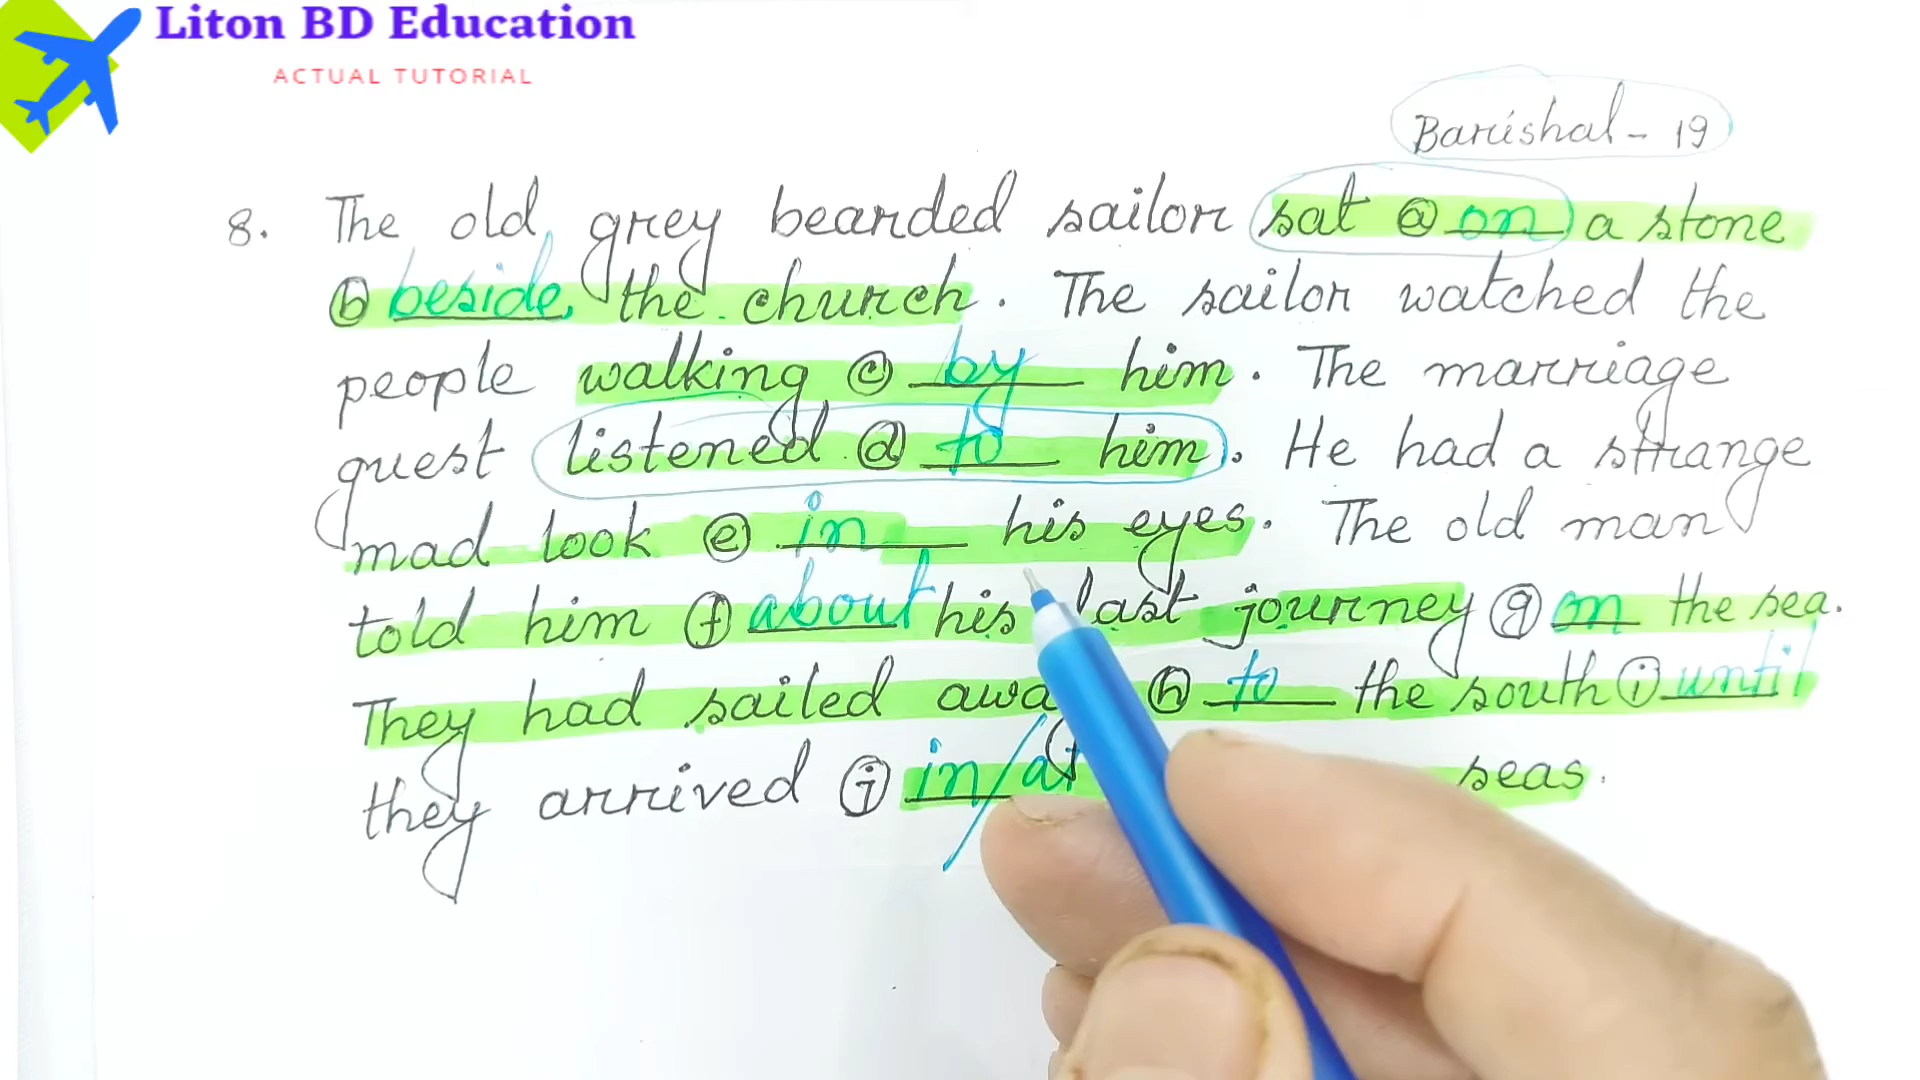 Liton BD Education
ACTUAL TUTORIAL
Barishal - 19
8. The old grey bearded sailor sat (a) on a stone
(b) beside the church. The sailor watched the
people walking (c) by him. The marriage
guest listened (d) to him. He had a strange
mad look (e) in his eyes. The old man
told him (f) about his last journey (g) on the sea.
They had sailed (h) to the south (i) until
they arrived (j) in/at seas.